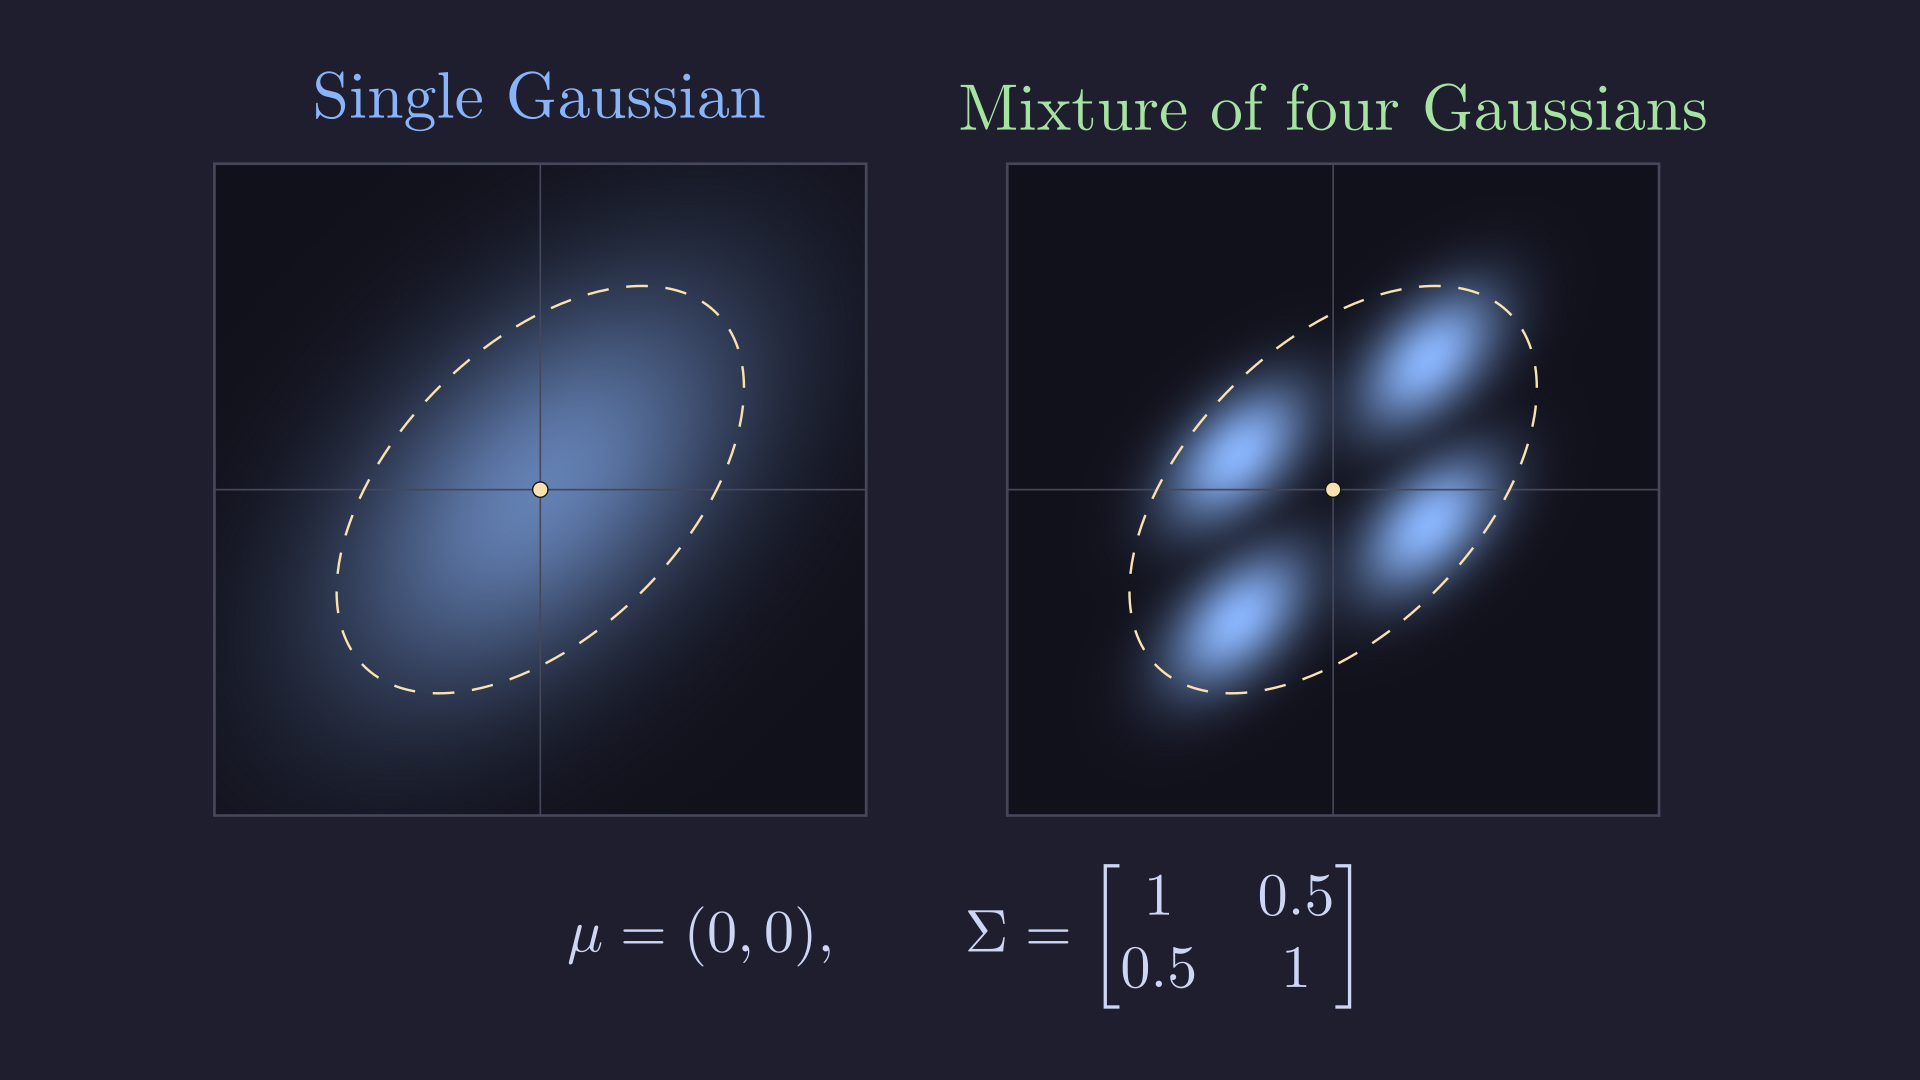 Single Gaussian
Mixture of four Gaussians
μ = (0, 0), Σ = [1 0.5
0.5 1]